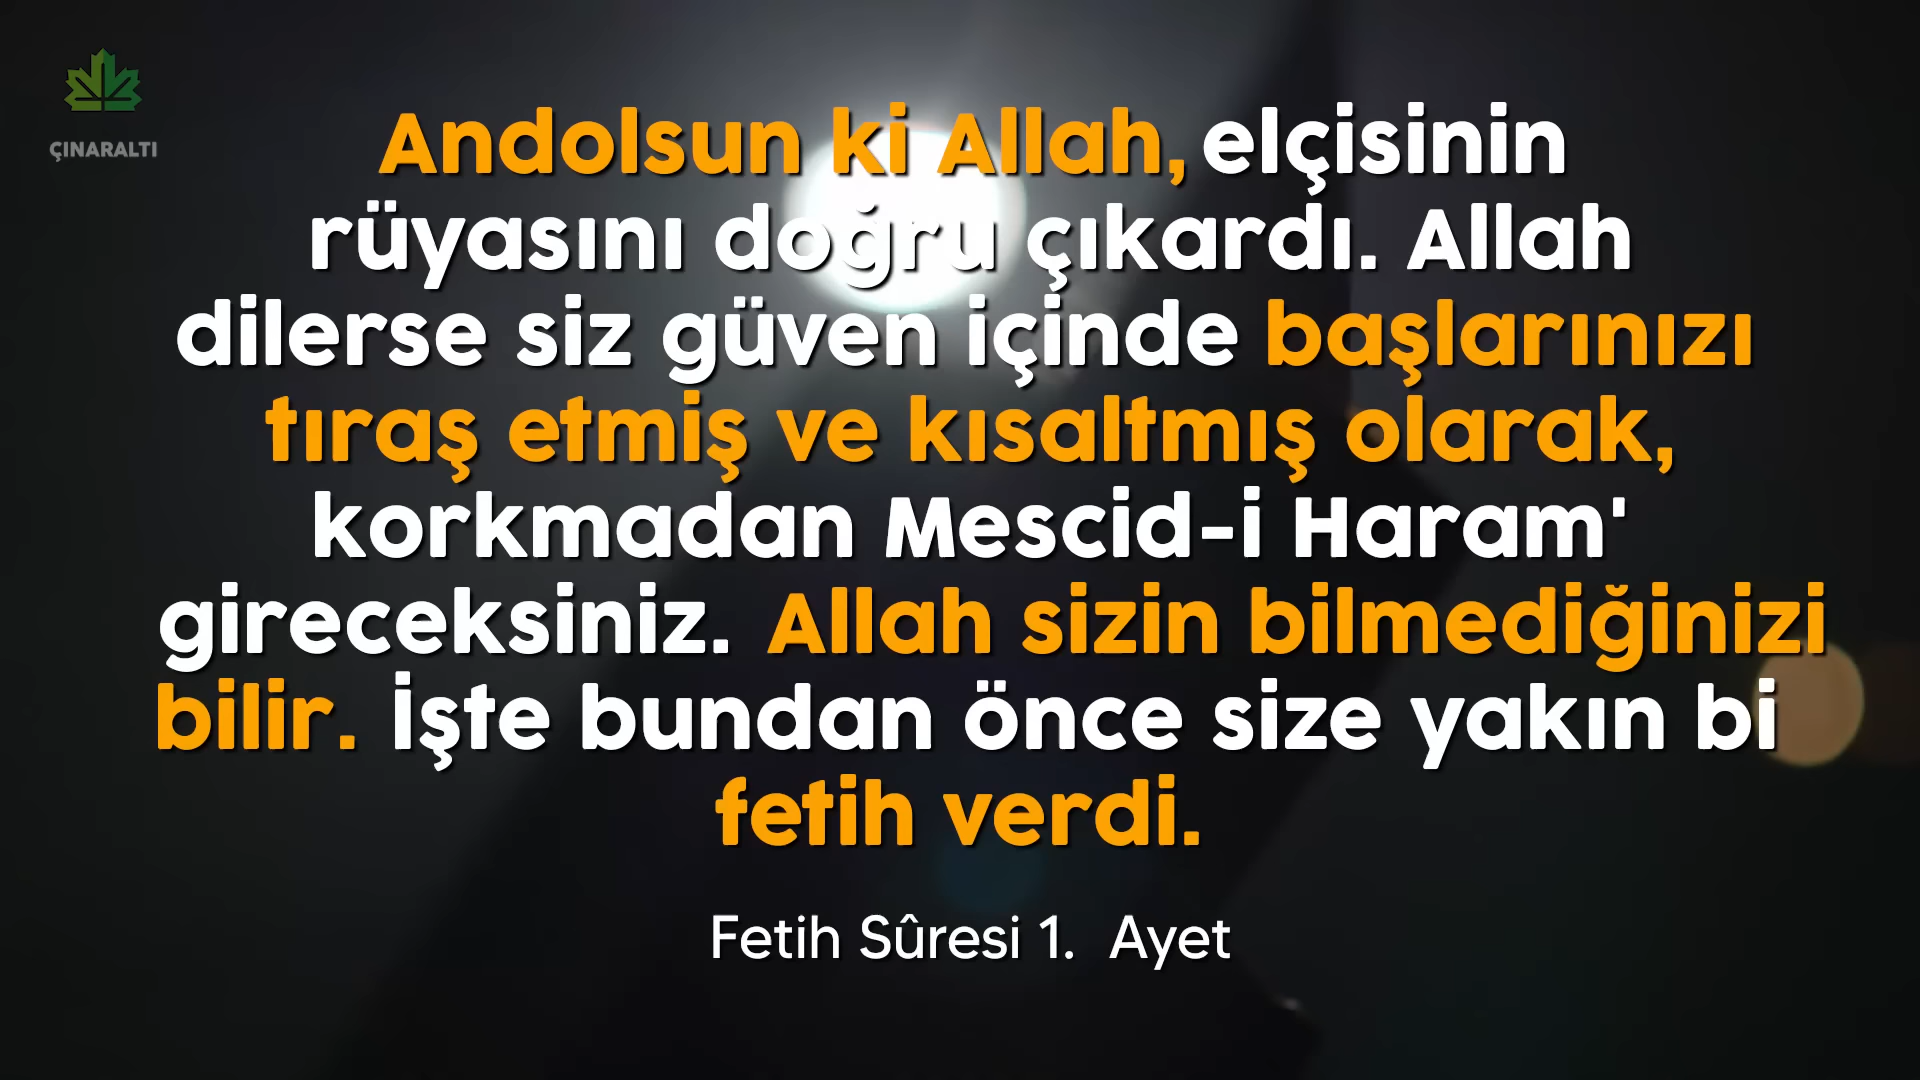 ÇINARALTI
Andolsun ki Allah, elçisinin
rüyasını doğru çıkardı. Allah
dilerse siz güven içinde başlarınızı
tıraş etmiş ve kısaltmış olarak,
korkmadan Mescid-i Haram'
gireceksiniz. Allah sizin bilmediğinizi
bilir. İşte bundan önce size yakın bi
fetih verdi.
Fetih Sûresi 1. Ayet